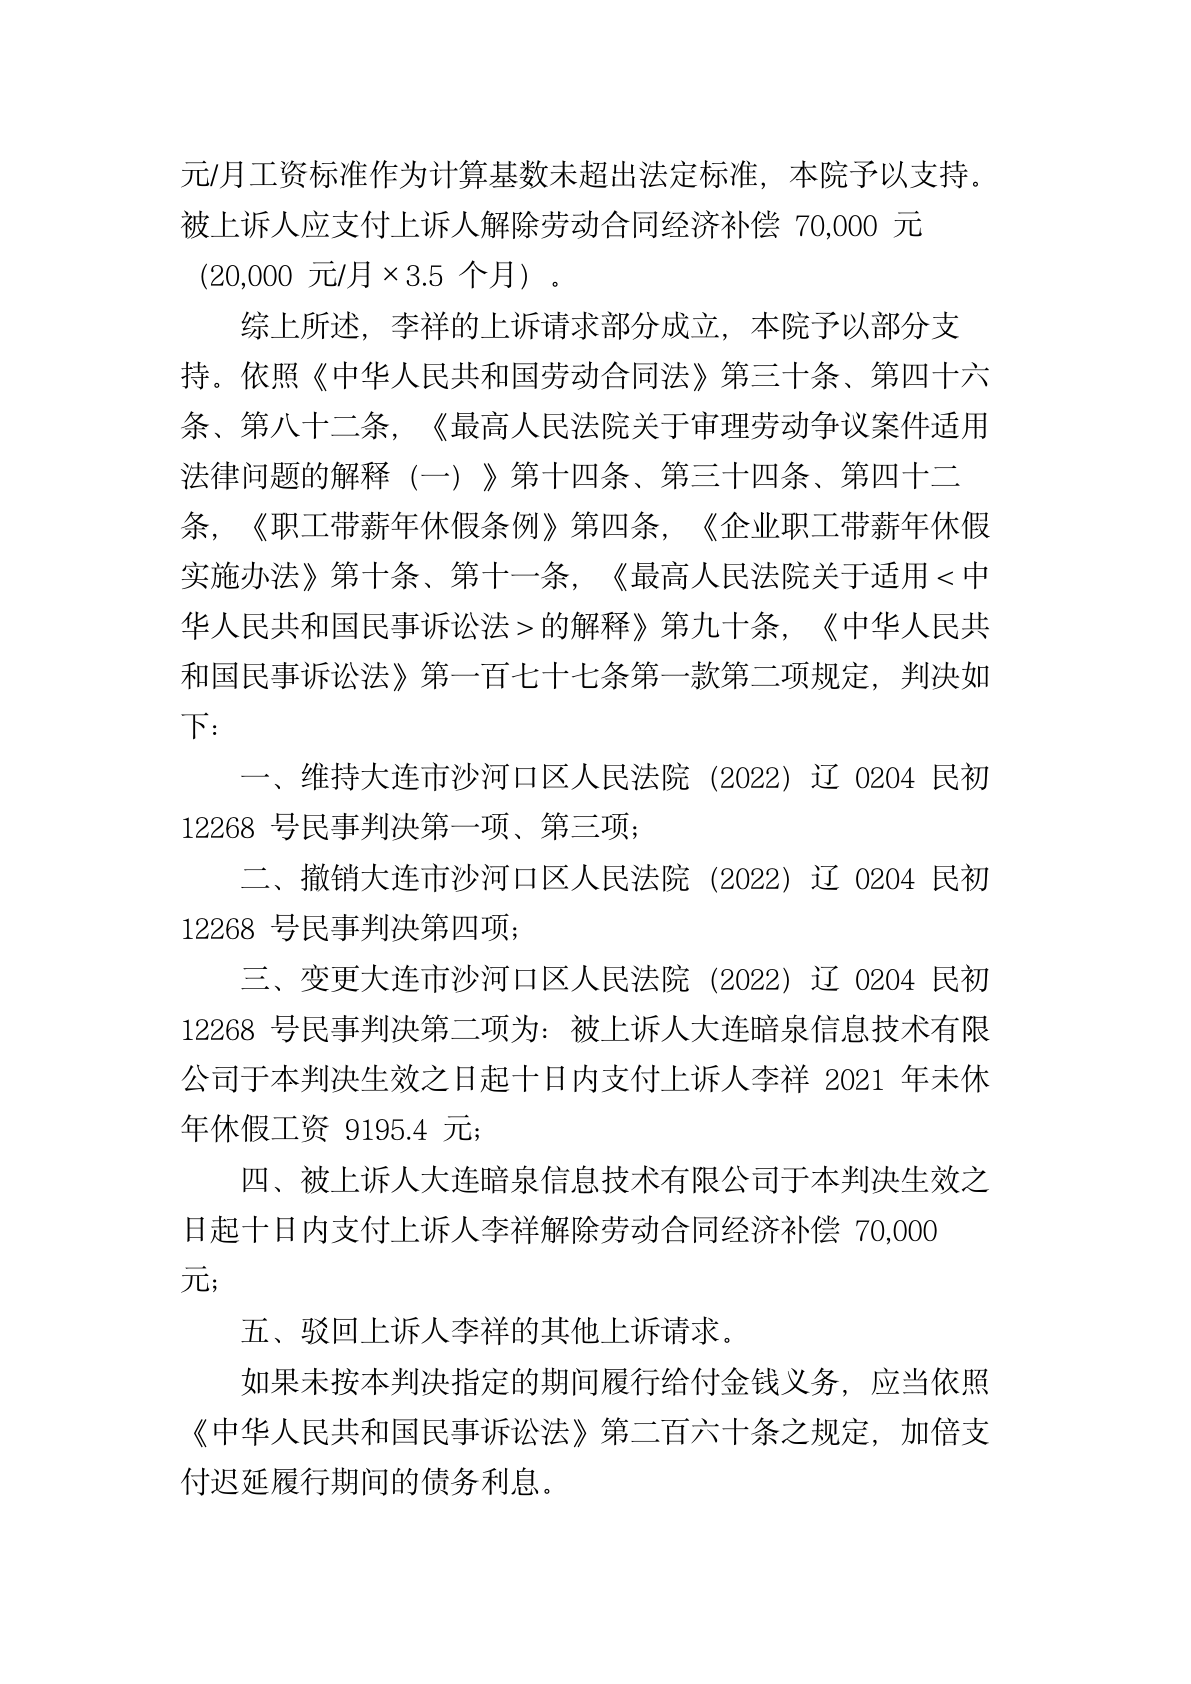 元/月工资标准作为计算基数未超出法定标准，本院予以支持。
被上诉人应支付上诉人解除劳动合同经济补偿 70,000 元
（20,000 元/月×3.5 个月）。
综上所述，李祥的上诉请求部分成立，本院予以部分支
持。依照《中华人民共和国劳动合同法》第三十条、第四十六
条、第八十二条，《最高人民法院关于审理劳动争议案件适用
法律问题的解释（一）》第十四条、第三十四条、第四十二
条，《职工带薪年休假条例》第四条，《企业职工带薪年休假
实施办法》第十条、第十一条，《最高人民法院关于适用＜中
华人民共和国民事诉讼法＞的解释》第九十条，《中华人民共
和国民事诉讼法》第一百七十七条第一款第二项规定，判决如
下：
一、维持大连市沙河口区人民法院（2022）辽 0204 民初
12268 号民事判决第一项、第三项；
二、撤销大连市沙河口区人民法院（2022）辽 0204 民初
12268 号民事判决第四项；
三、变更大连市沙河口区人民法院（2022）辽 0204 民初
12268 号民事判决第二项为：被上诉人大连暗泉信息技术有限
公司于本判决生效之日起十日内支付上诉人李祥 2021 年未休
年休假工资 9195.4 元；
四、被上诉人大连暗泉信息技术有限公司于本判决生效之
日起十日内支付上诉人李祥解除劳动合同经济补偿 70,000
元；
五、驳回上诉人李祥的其他上诉请求。
如果未按本判决指定的期间履行给付金钱义务，应当依照
《中华人民共和国民事诉讼法》第二百六十条之规定，加倍支
付迟延履行期间的债务利息。